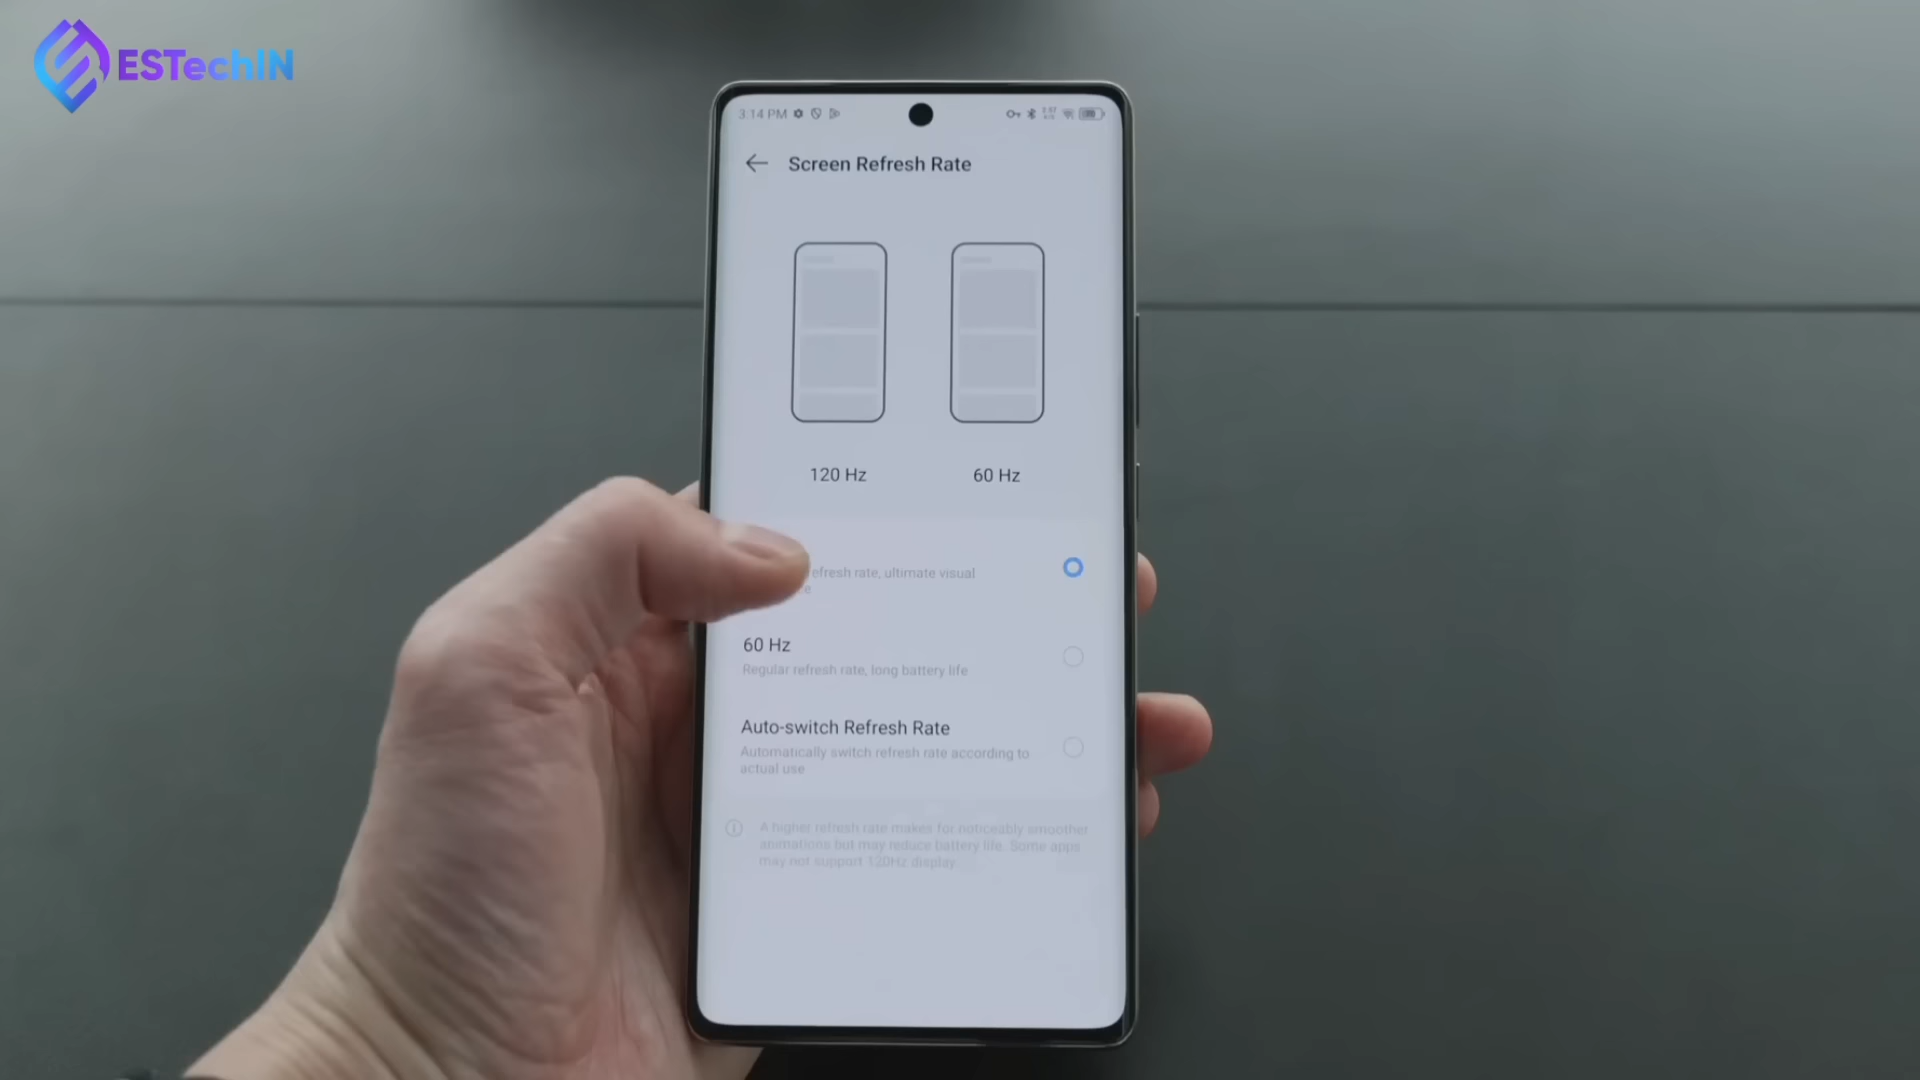 ESTechIN
3:14 PM
Screen Refresh Rate
120 Hz
60 Hz
refresh rate, ultimate visual
60 Hz
Regular refresh rate, long battery life
Auto-switch Refresh Rate
Automatically switch refresh rate according to
actual use
A higher refresh rate makes for noticeably smoother
animations but may reduce battery life. Some apps
may not support 120Hz display.